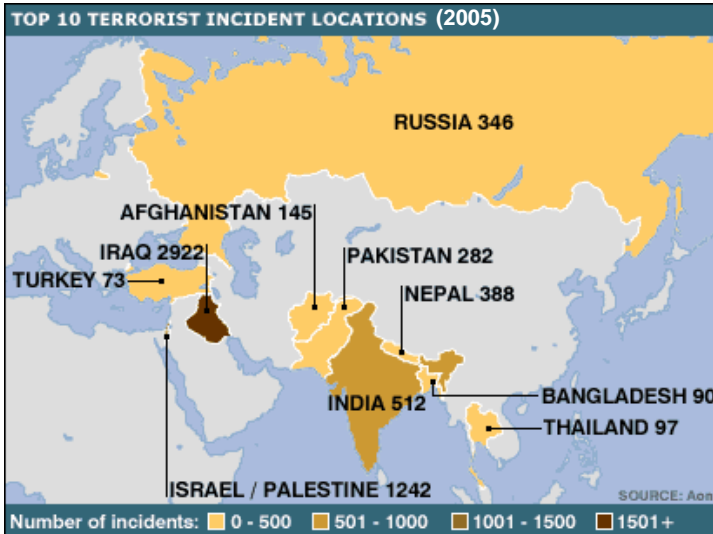 TOP 10 TERRORIST INCIDENT LOCATIONS (2005)
RUSSIA 346
AFGHANISTAN 145
IRAQ 2922
PAKISTAN 282
TURKEY 73
NEPAL 388
BANGLADESH 90
INDIA 512
THAILAND 97
ISRAEL / PALESTINE 1242
SOURCE: Aon
Number of incidents: 0 - 500 501 - 1000 1001 - 1500 1501+